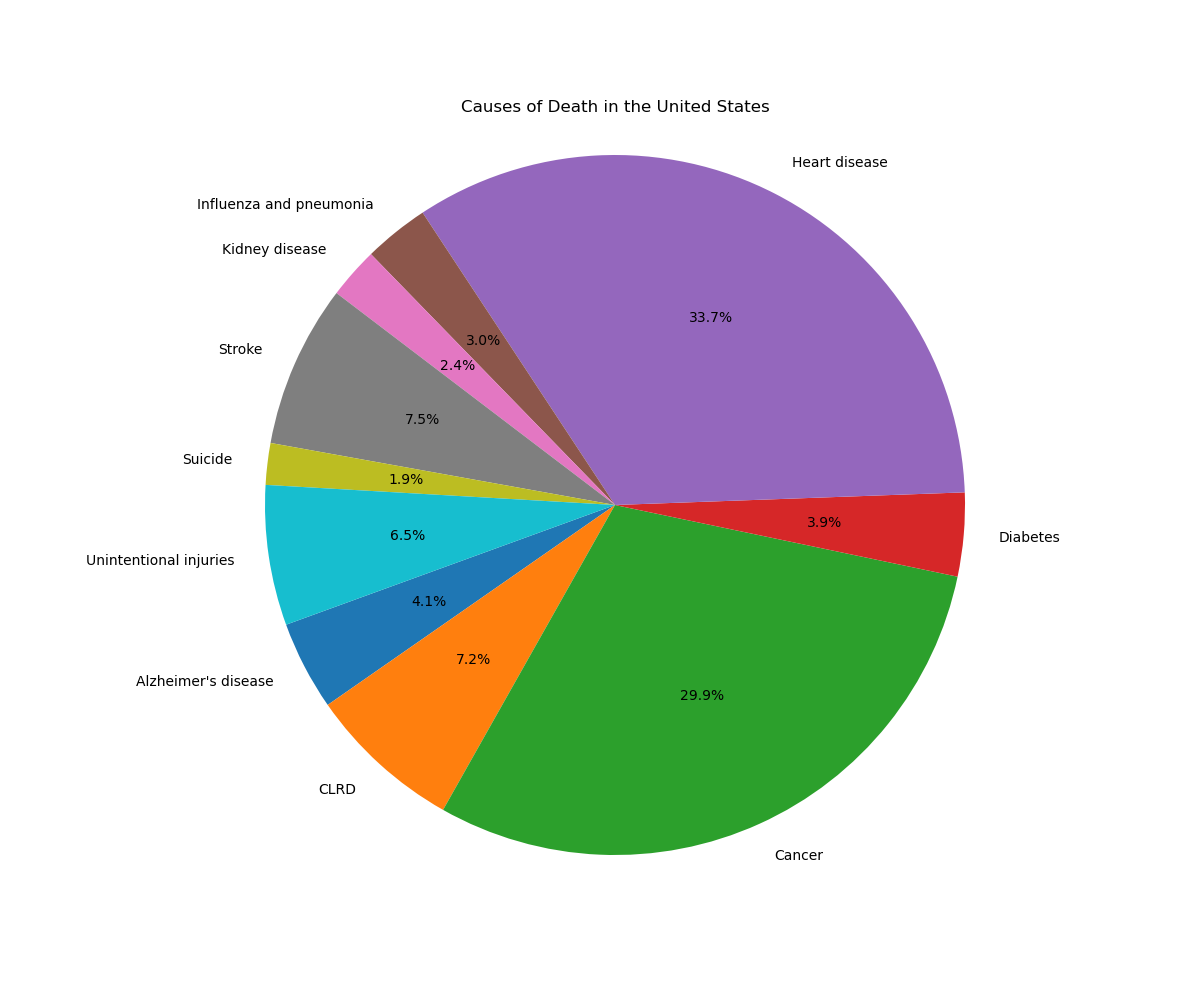 Causes of Death in the United States
Heart disease
Influenza and pneumonia
Kidney disease
33.7%
3.0%
Stroke
2.4%
7.5%
Suicide
1.9%
3.9%
Unintentional injuries
6.5%
Diabetes
4.1%
Alzheimer's disease
7.2%
29.9%
CLRD
Cancer